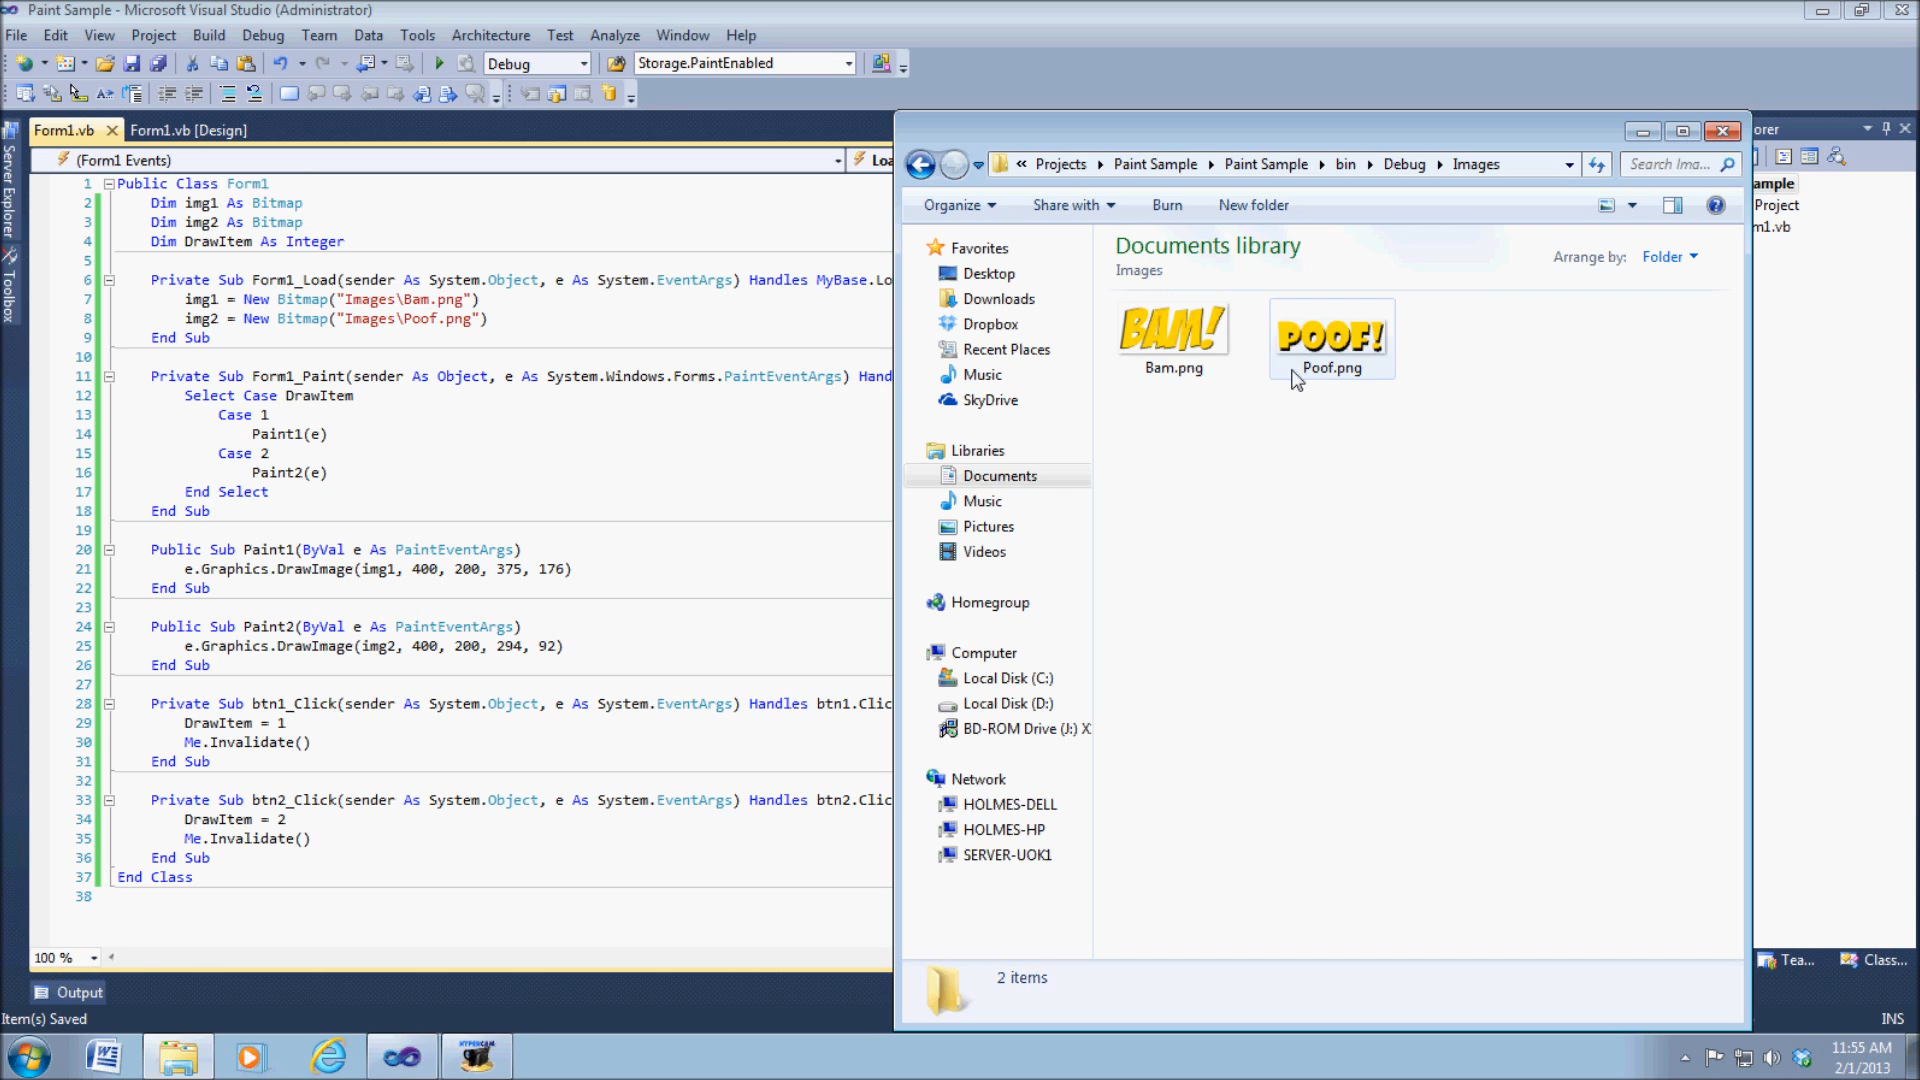 Paint Sample - Microsoft Visual Studio (Administrator)
File Edit View Project Build Debug Team Data Tools Architecture Test Analyze Window Help
Debug Storage.PaintEnabled
Form1.vb Form1.vb [Design]
(Form1 Events) Loa
1 Public Class Form1
2 Dim img1 As Bitmap
3 Dim img2 As Bitmap
4 Dim DrawItem As Integer
5
6 Private Sub Form1_Load(sender As System.Object, e As System.EventArgs) Handles MyBase.Lo
7 img1 = New Bitmap("Images\Bam.png")
8 img2 = New Bitmap("Images\Poof.png")
9 End Sub
10
11 Private Sub Form1_Paint(sender As Object, e As System.Windows.Forms.PaintEventArgs) Hand
12 Select Case DrawItem
13 Case 1
14 Paint1(e)
15 Case 2
16 Paint2(e)
17 End Select
18 End Sub
19
20 Public Sub Paint1(ByVal e As PaintEventArgs)
21 e.Graphics.DrawImage(img1, 400, 200, 375, 176)
22 End Sub
23
24 Public Sub Paint2(ByVal e As PaintEventArgs)
25 e.Graphics.DrawImage(img2, 400, 200, 294, 92)
26 End Sub
27
28 Private Sub btn1_Click(sender As System.Object, e As System.EventArgs) Handles btn1.Clic
29 DrawItem = 1
30 Me.Invalidate()
31 End Sub
32
33 Private Sub btn2_Click(sender As System.Object, e As System.EventArgs) Handles btn2.Clic
34 DrawItem = 2
35 Me.Invalidate()
36 End Sub
37 End Class
38
100 %
Output
Item(s) Saved
Server Explorer
Toolbox
« Projects Paint Sample Paint Sample bin Debug Images Search Ima...
Organize Share with Burn New folder
Favorites
Desktop
Downloads
Dropbox
Recent Places
Music
SkyDrive
Libraries
Documents
Music
Pictures
Videos
Homegroup
Computer
Local Disk (C:)
Local Disk (D:)
BD-ROM Drive (J:) X
Network
HOLMES-DELL
HOLMES-HP
SERVER-UOK1
Documents library
Images
Arrange by: Folder
BAM! POOF!
Bam.png Poof.png
2 items
orer
ample
Project
m1.vb
Tea... Class...
INS
HYPERCAM
11:55 AM
2/1/2013